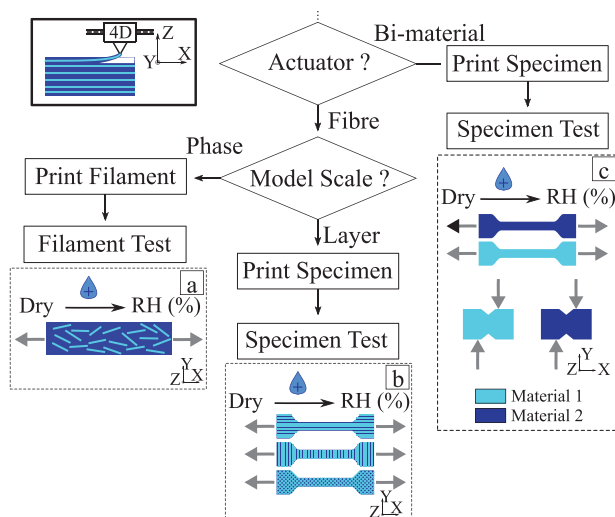 4D
Z
Y
X
Bi-material
Actuator ?
Print Specimen
Fibre
Specimen Test
Phase
Print Filament
Model Scale ?
c
Dry
RH (%)
Filament Test
Layer
Print Specimen
a
Dry
RH (%)
Specimen Test
Y
Z
X
b
Dry
RH (%)
Y
Z
X
Material 1
Material 2
Y
Z
X